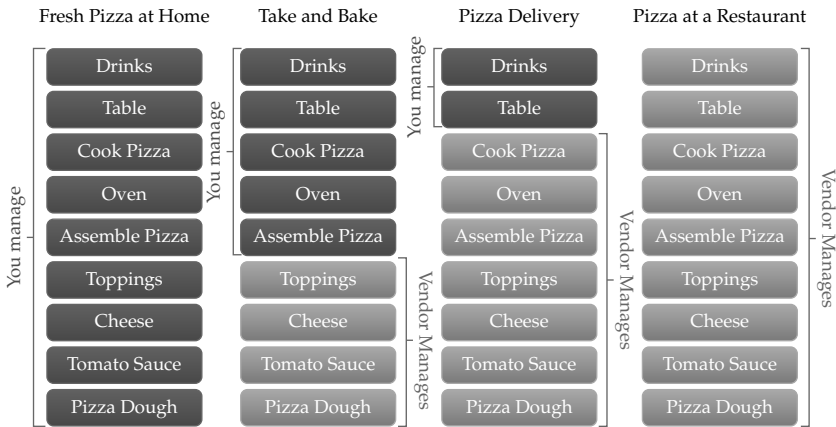 Fresh Pizza at Home
You manage
Drinks
Table
Cook Pizza
Oven
Assemble Pizza
Toppings
Cheese
Tomato Sauce
Pizza Dough
Take and Bake
You manage
Drinks
Table
Cook Pizza
Oven
Assemble Pizza
Toppings
Cheese
Tomato Sauce
Pizza Dough
Vendor Manages
Pizza Delivery
You manage
Drinks
Table
Cook Pizza
Oven
Assemble Pizza
Toppings
Cheese
Tomato Sauce
Pizza Dough
Vendor Manages
Pizza at a Restaurant
Drinks
Table
Cook Pizza
Oven
Assemble Pizza
Toppings
Cheese
Tomato Sauce
Pizza Dough
Vendor Manages